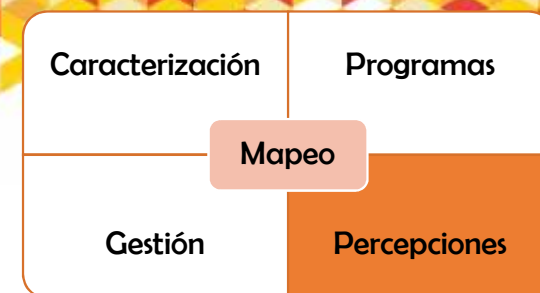 Caracterización
Programas
Mapeo
Gestión
Percepciones